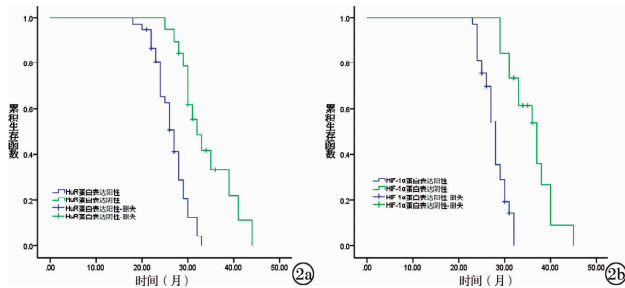 累积生存函数
1.0
0.8
0.6
0.4
0.2
0.0
HuR蛋白表达阳性
HuR蛋白表达阴性
HuR蛋白表达阳性-删失
HuR蛋白表达阴性-删失
.00 10.00 20.00 30.00 40.00 50.00
时间（月）
2a
累积生存函数
1.0
0.8
0.6
0.4
0.2
0.0
HIF-1α蛋白表达阳性
HIF-1α蛋白表达阴性
HIF-1α蛋白表达阳性-删失
HIF-1α蛋白表达阴性-删失
.00 10.00 20.00 30.00 40.00 50.00
时间（月）
2b